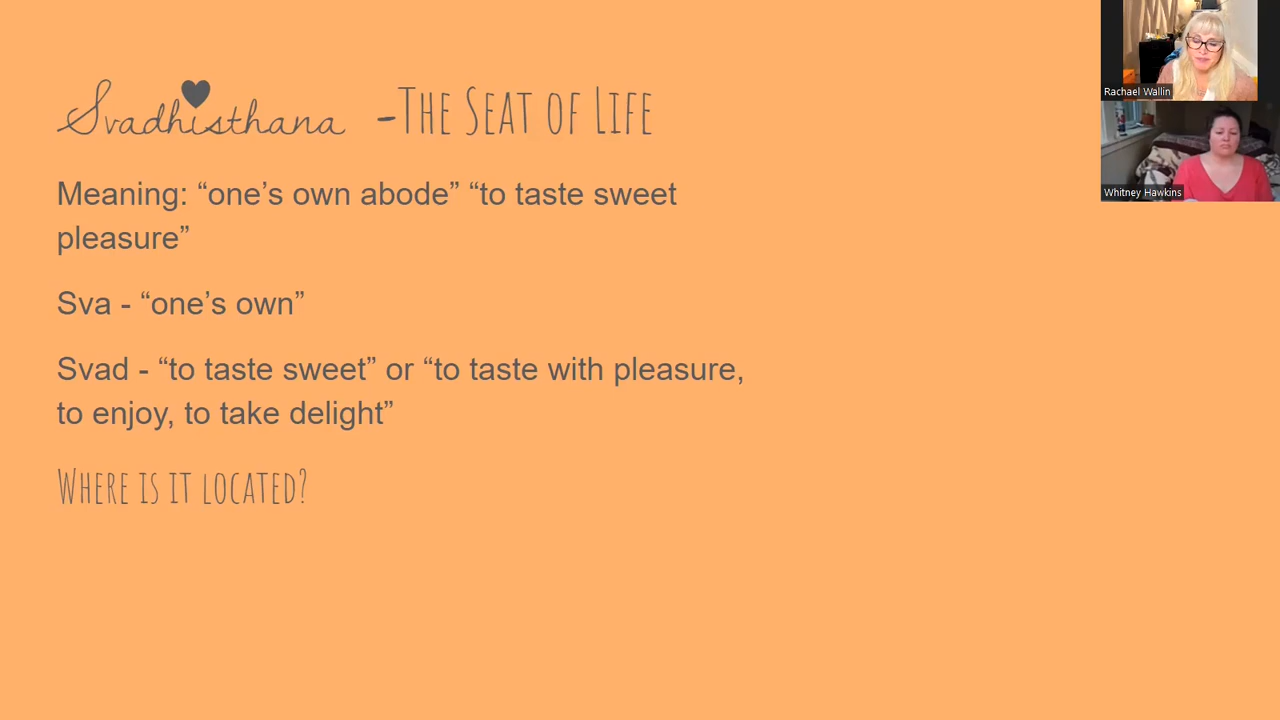 Svadhisthana -The Seat of Life
Meaning: “one’s own abode” “to taste sweet
pleasure”
Sva - “one’s own”
Svad - “to taste sweet” or “to taste with pleasure,
to enjoy, to take delight”
Where is it located?
Rachael Wallin
Whitney Hawkins